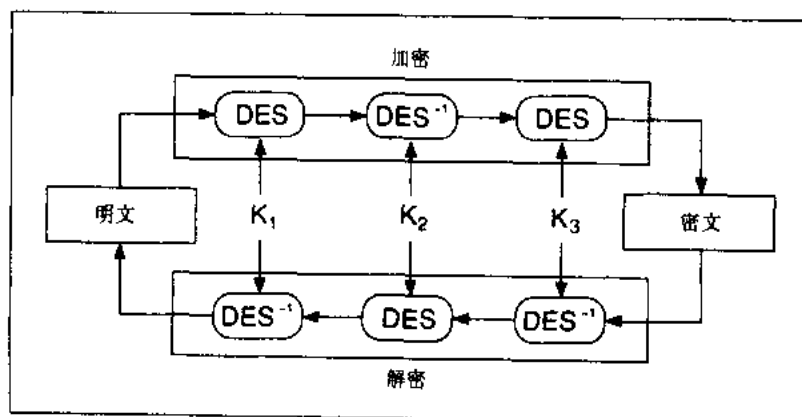 加密
DES DES⁻¹ DES
明文 K₁ K₂ K₃ 密文
DES⁻¹ DES DES⁻¹
解密